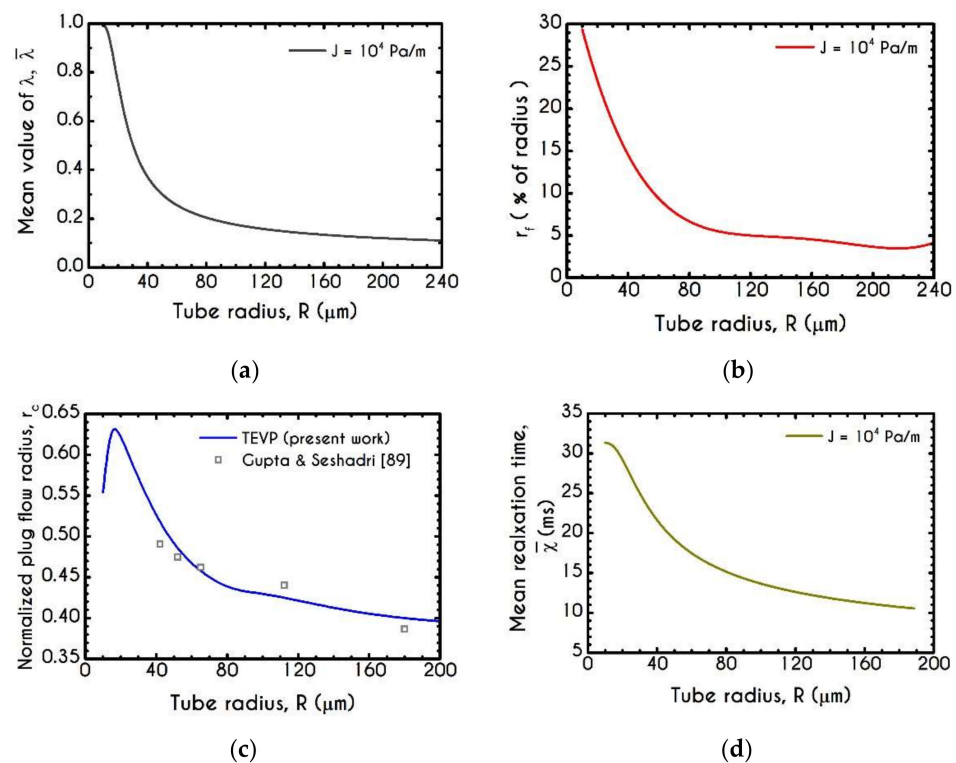 Mean value of λ, λ̄
1.0
0.8
0.6
0.4
0.2
0.0
J = 10⁴ Pa/m
0 40 80 120 160 200 240
Tube radius, R (μm)
(a)
r_f ( % of radius )
30
25
20
15
10
5
0
J = 10⁴ Pa/m
0 40 80 120 160 200 240
Tube radius, R (μm)
(b)
Normalized plug flow radius, r_c
0.65
0.60
0.55
0.50
0.45
0.40
0.35
TEVP (present work)
Gupta & Seshadri [89]
0 40 80 120 160 200
Tube radius, R (μm)
(c)
Mean realxation time,
χ̄ (ms)
35
30
25
20
15
10
5
J = 10⁴ Pa/m
0 40 80 120 160 200
Tube radius, R (μm)
(d)